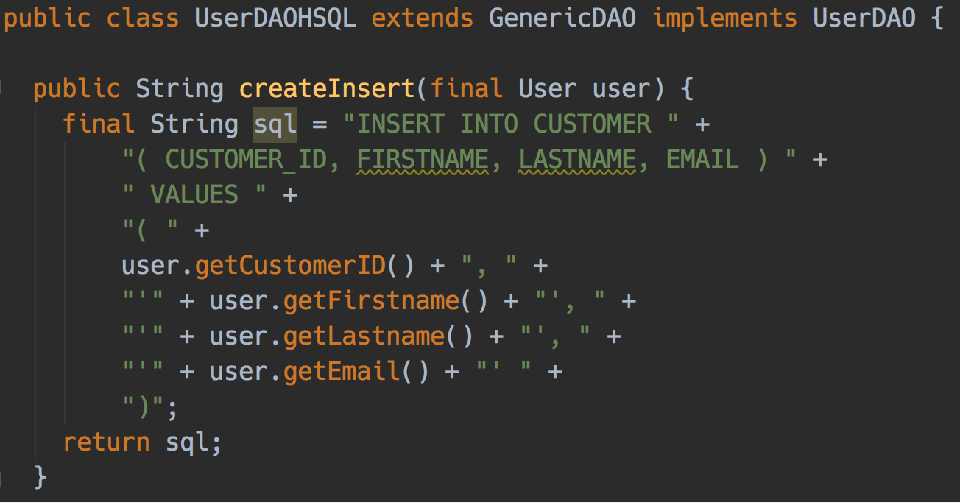 public class UserDAOHSQL extends GenericDAO implements UserDAO {
public String createInsert(final User user) {
final String sql = "INSERT INTO CUSTOMER " +
"( CUSTOMER_ID, FIRSTNAME, LASTNAME, EMAIL ) " +
" VALUES " +
"( " +
user.getCustomerID() + ", " +
"'" + user.getFirstname() + "', " +
"'" + user.getLastname() + "', " +
"'" + user.getEmail() + "' " +
")";
return sql;
}